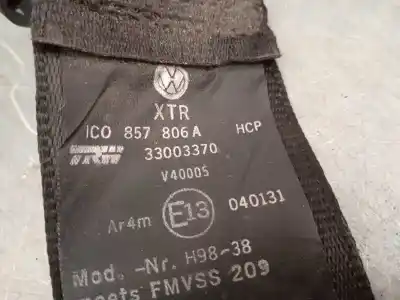 XTR
1C0 857 806 A HCP
TRW 33003370
V40005
Ar4m E13 040131
Mod. -Nr. H98-38
meets FMVSS 209